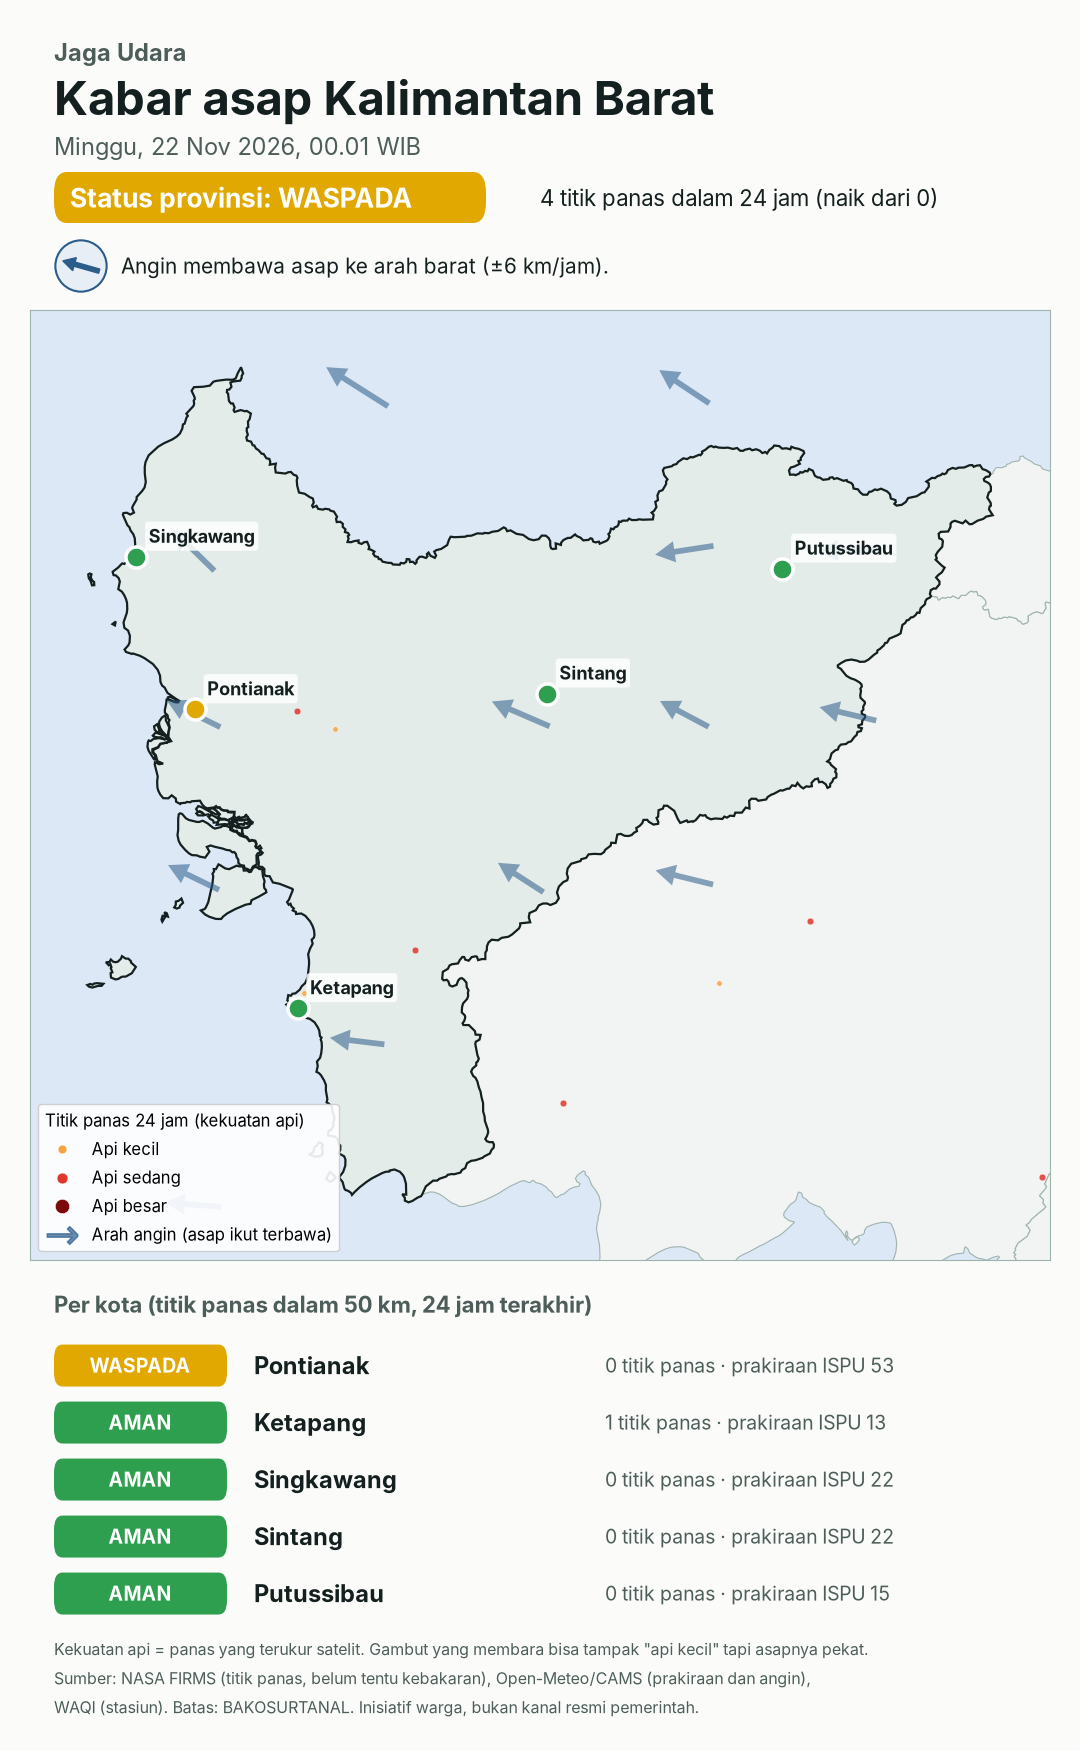 Jaga Udara
Kabar asap Kalimantan Barat
Minggu, 22 Nov 2026, 00.01 WIB
Status provinsi: WASPADA
4 titik panas dalam 24 jam (naik dari 0)
Angin membawa asap ke arah barat (±6 km/jam).
Singkawang
Putussibau
Sintang
Pontianak
Ketapang
Titik panas 24 jam (kekuatan api)
Api kecil
Api sedang
Api besar
Arah angin (asap ikut terbawa)
Per kota (titik panas dalam 50 km, 24 jam terakhir)
WASPADA Pontianak 0 titik panas · prakiraan ISPU 53
AMAN Ketapang 1 titik panas · prakiraan ISPU 13
AMAN Singkawang 0 titik panas · prakiraan ISPU 22
AMAN Sintang 0 titik panas · prakiraan ISPU 22
AMAN Putussibau 0 titik panas · prakiraan ISPU 15
Kekuatan api = panas yang terukur satelit. Gambut yang membara bisa tampak "api kecil" tapi asapnya pekat.
Sumber: NASA FIRMS (titik panas, belum tentu kebakaran), Open-Meteo/CAMS (prakiraan dan angin),
WAQI (stasiun). Batas: BAKOSURTANAL. Inisiatif warga, bukan kanal resmi pemerintah.